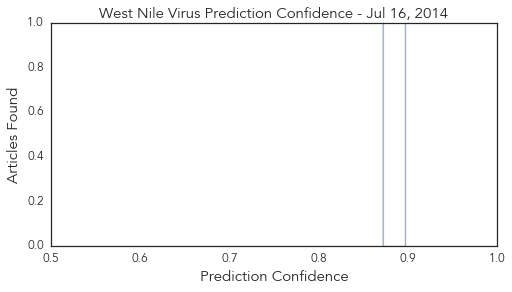 West Nile Virus Prediction Confidence - Jul 16, 2014
1.0
0.8
0.6
0.4
0.2
0.0
Articles Found
0.5 0.6 0.7 0.8 0.9 1.0
Prediction Confidence